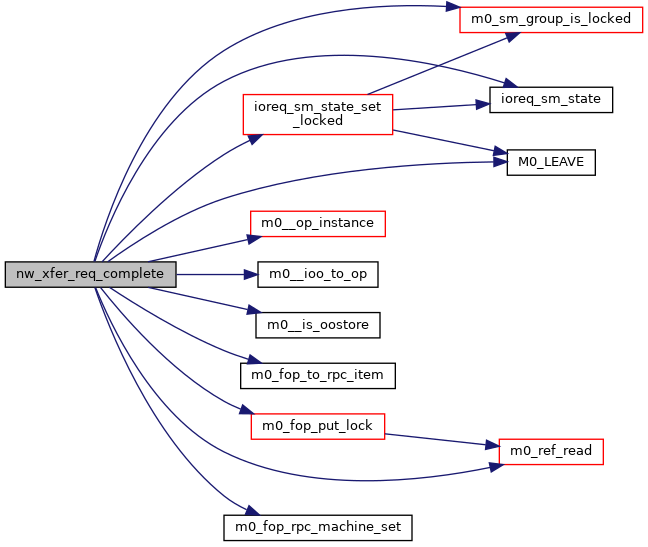 m0_sm_group_is_locked
ioreq_sm_state
ioreq_sm_state_set
_locked
M0_LEAVE
m0__op_instance
nw_xfer_req_complete
m0__ioo_to_op
m0__is_oostore
m0_fop_to_rpc_item
m0_fop_put_lock
m0_ref_read
m0_fop_rpc_machine_set